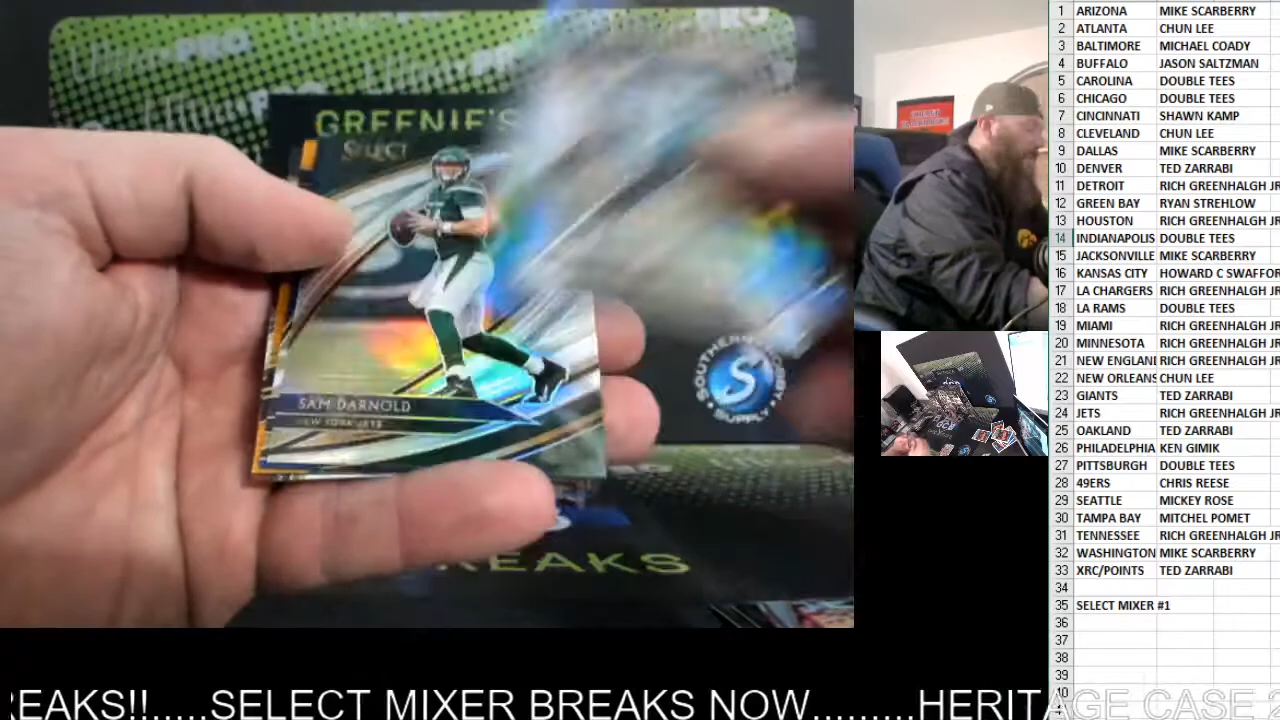 GREENIE'S
SELECT
SAM DARNOLD
NEW YORK JETS
SOUTHERN
S
SUPPLY
REAKS
1 ARIZONA MIKE SCARBERRY
2 ATLANTA CHUN LEE
3 BALTIMORE MICHAEL COADY
4 BUFFALO JASON SALTZMAN
5 CAROLINA DOUBLE TEES
6 CHICAGO DOUBLE TEES
7 CINCINNATI SHAWN KAMP
8 CLEVELAND CHUN LEE
9 DALLAS MIKE SCARBERRY
10 DENVER TED ZARRABI
11 DETROIT RICH GREENHALGH JR
12 GREEN BAY RYAN STREHLOW
13 HOUSTON RICH GREENHALGH JR
14 INDIANAPOLIS DOUBLE TEES
15 JACKSONVILLE MIKE SCARBERRY
16 KANSAS CITY HOWARD C SWAFFOR
17 LA CHARGERS RICH GREENHALGH JR
18 LA RAMS DOUBLE TEES
19 MIAMI RICH GREENHALGH JR
20 MINNESOTA RICH GREENHALGH JR
21 NEW ENGLAND RICH GREENHALGH JR
22 NEW ORLEANS CHUN LEE
23 GIANTS TED ZARRABI
24 JETS RICH GREENHALGH JR
25 OAKLAND TED ZARRABI
26 PHILADELPHIA KEN GIMIK
27 PITTSBURGH DOUBLE TEES
28 49ERS CHRIS REESE
29 SEATTLE MICKEY ROSE
30 TAMPA BAY MITCHEL POMET
31 TENNESSEE RICH GREENHALGH JR
32 WASHINGTON MIKE SCARBERRY
33 XRC/POINTS TED ZARRABI
34
35 SELECT MIXER #1
36
37
38
REAKS!!.....SELECT MIXER BREAKS NOW.........HERITAGE CASE 2